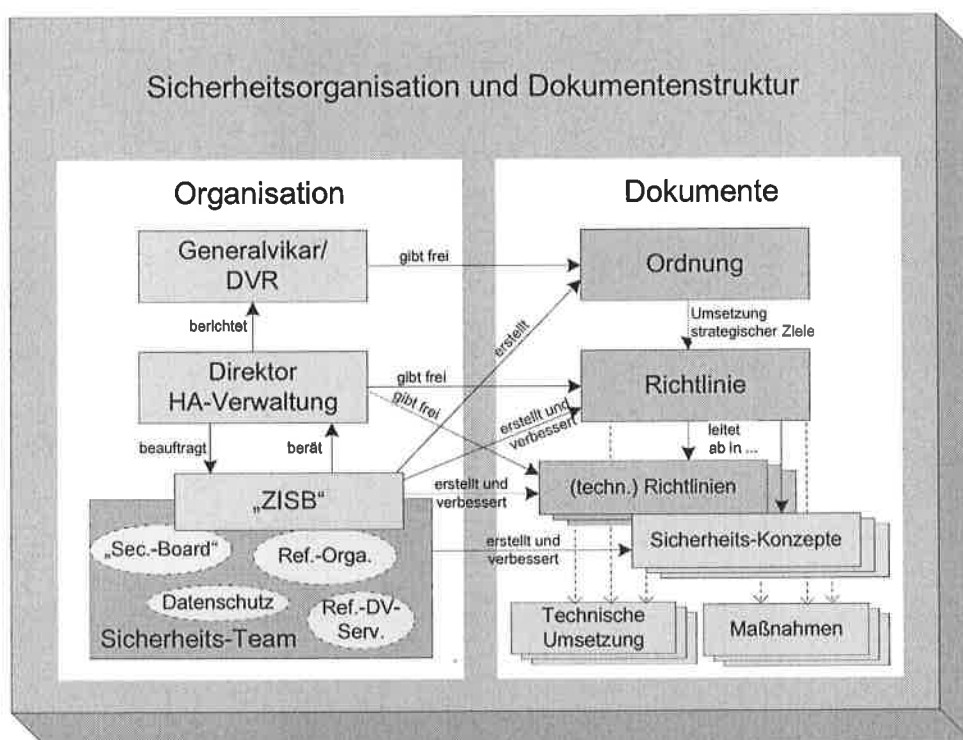 Sicherheitsorganisation und Dokumentenstruktur
Organisation
Generalvikar/
DVR
berichtet
Direktor
HA-Verwaltung
beauftragt
berät
„ZISB“
„Sec.-Board“
Ref.-Orga.
Datenschutz
Ref.-DV-
Serv.
Sicherheits-Team
gibt frei
erstellt
gibt frei
gibt frei
erstellt und
verbessert
erstellt und
verbessert
erstellt und
verbessert
Dokumente
Ordnung
Umsetzung
strategischer Ziele
Richtlinie
leitet
ab in ...
(techn.) Richtlinien
Sicherheits-Konzepte
Technische
Umsetzung
Maßnahmen